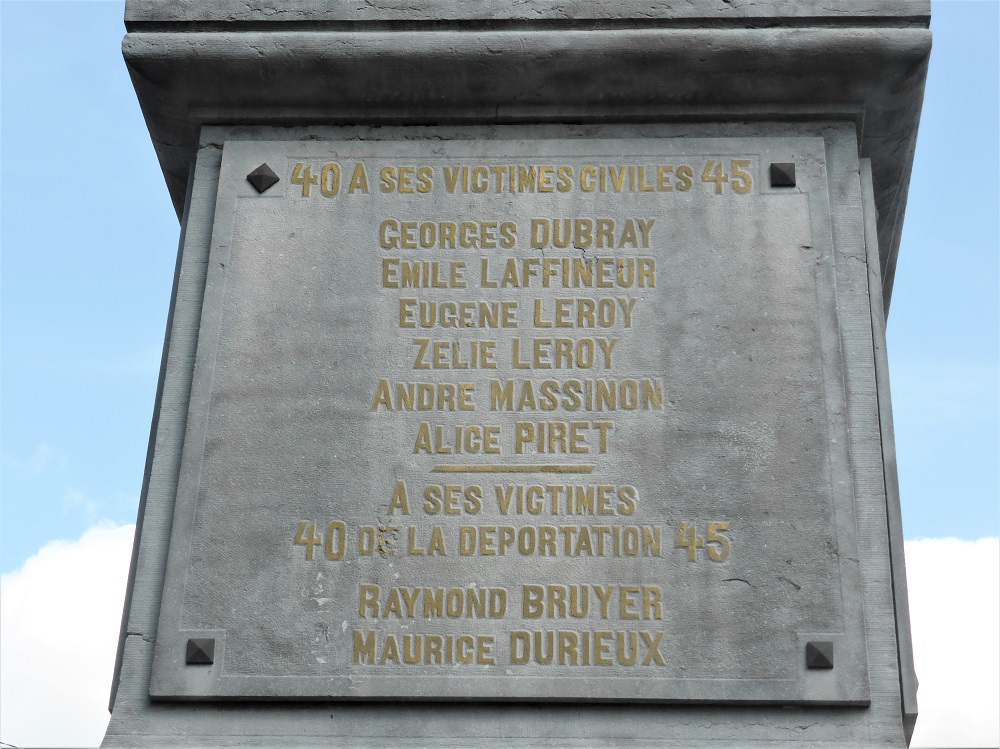 40 A SES VICTIMES CIVILES 45
GEORGES DUBRAY
EMILE LAFFINEUR
EUGENE LEROY
ZELIE LEROY
ANDRE MASSINON
ALICE PIRET
A SES VICTIMES
40 DE LA DEPORTATION 45
RAYMOND BRUYER
MAURICE DURIEUX